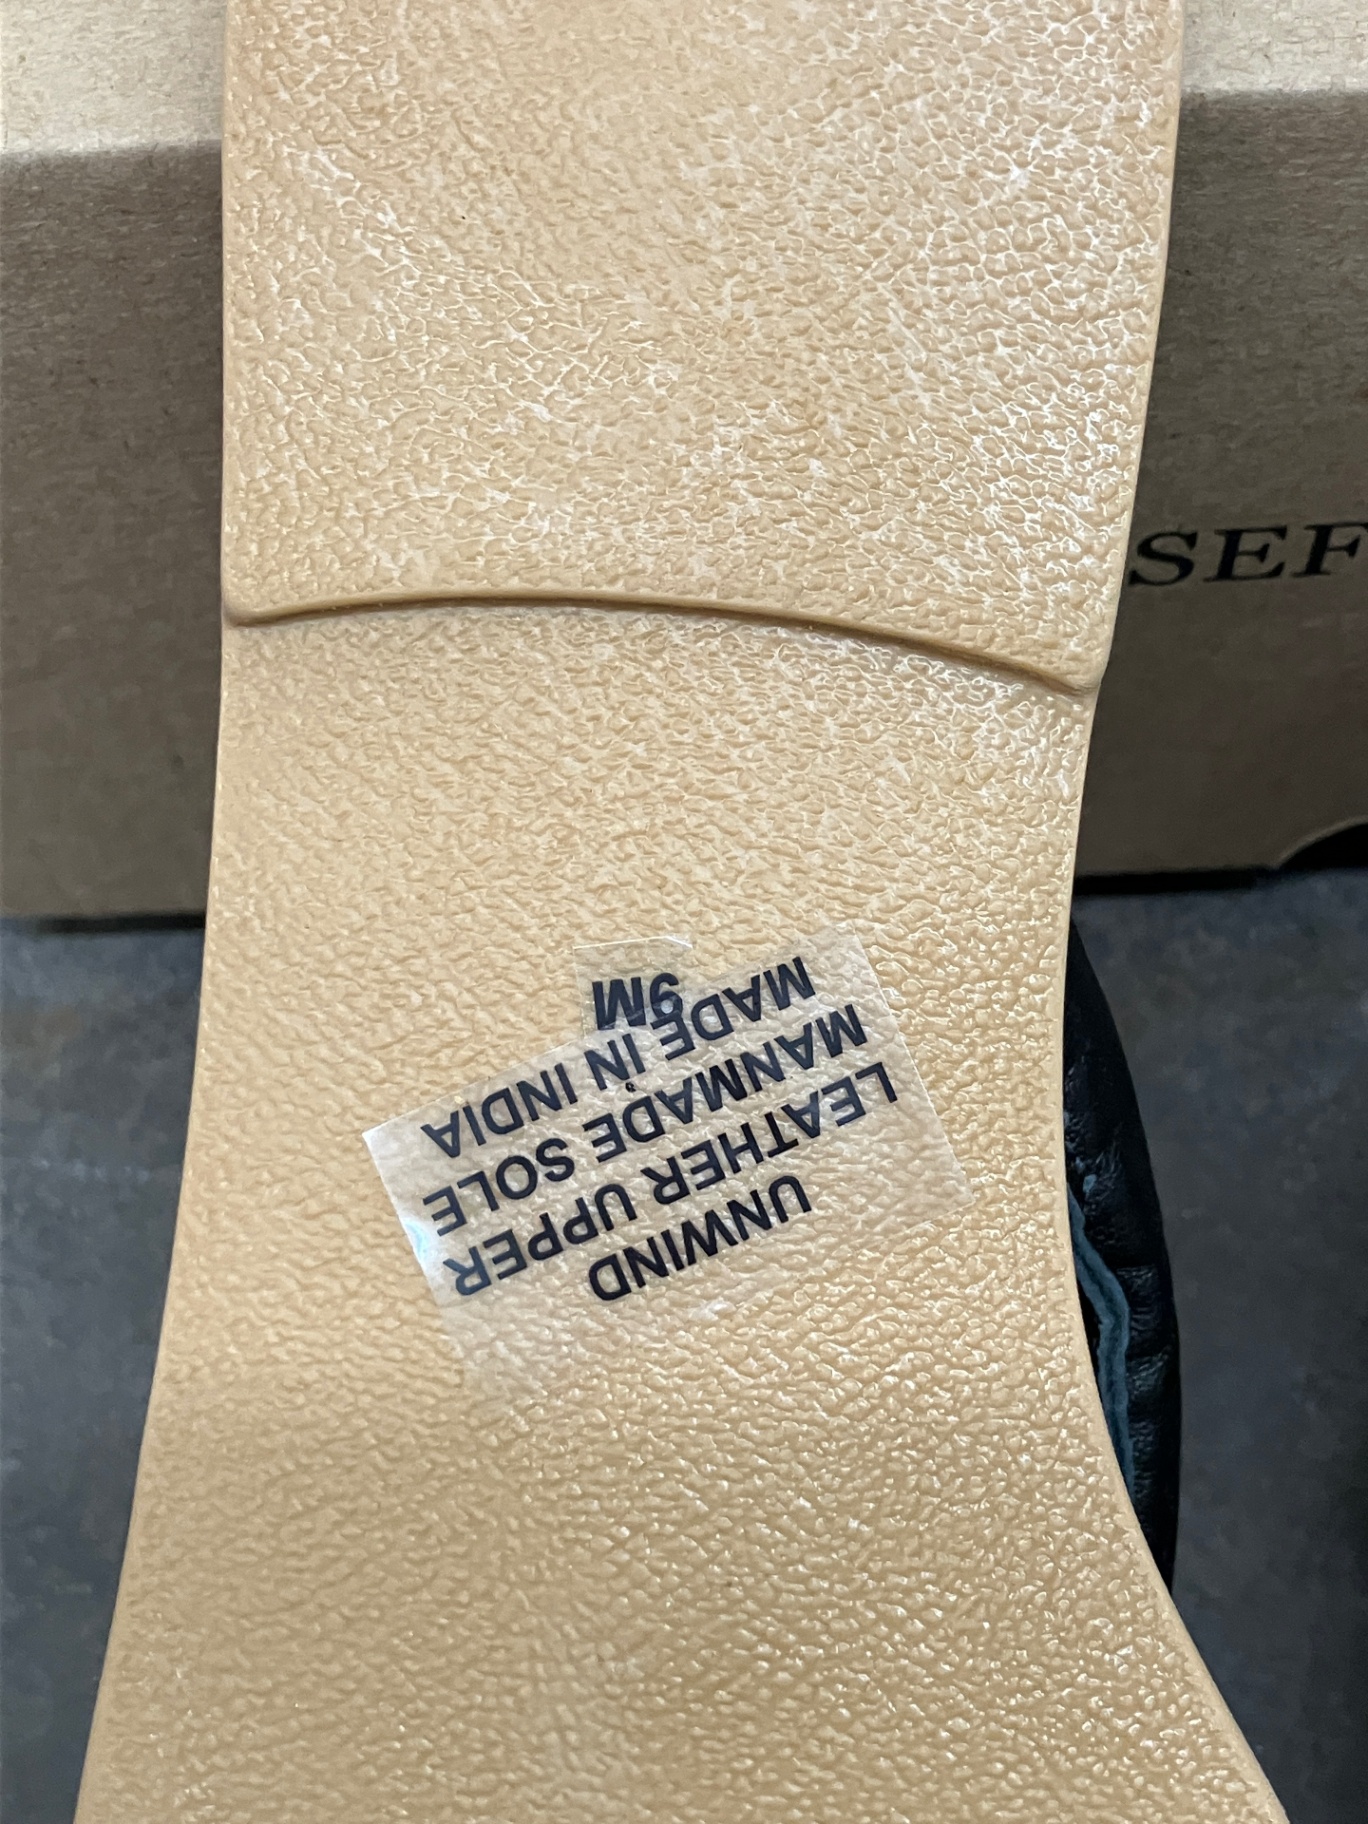 UNWIND
LEATHER UPPER
MANMADE SOLE
MADE IN INDIA
9M
SEF